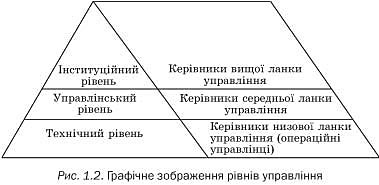 Інституційний
рівень
Керівники вищої ланки
управління
Управлінський
рівень
Керівники середньої ланки
управління
Технічний рівень
Керівники низової ланки
управління (операційні
управлінці)
Рис. 1.2. Графічне зображення рівнів управління